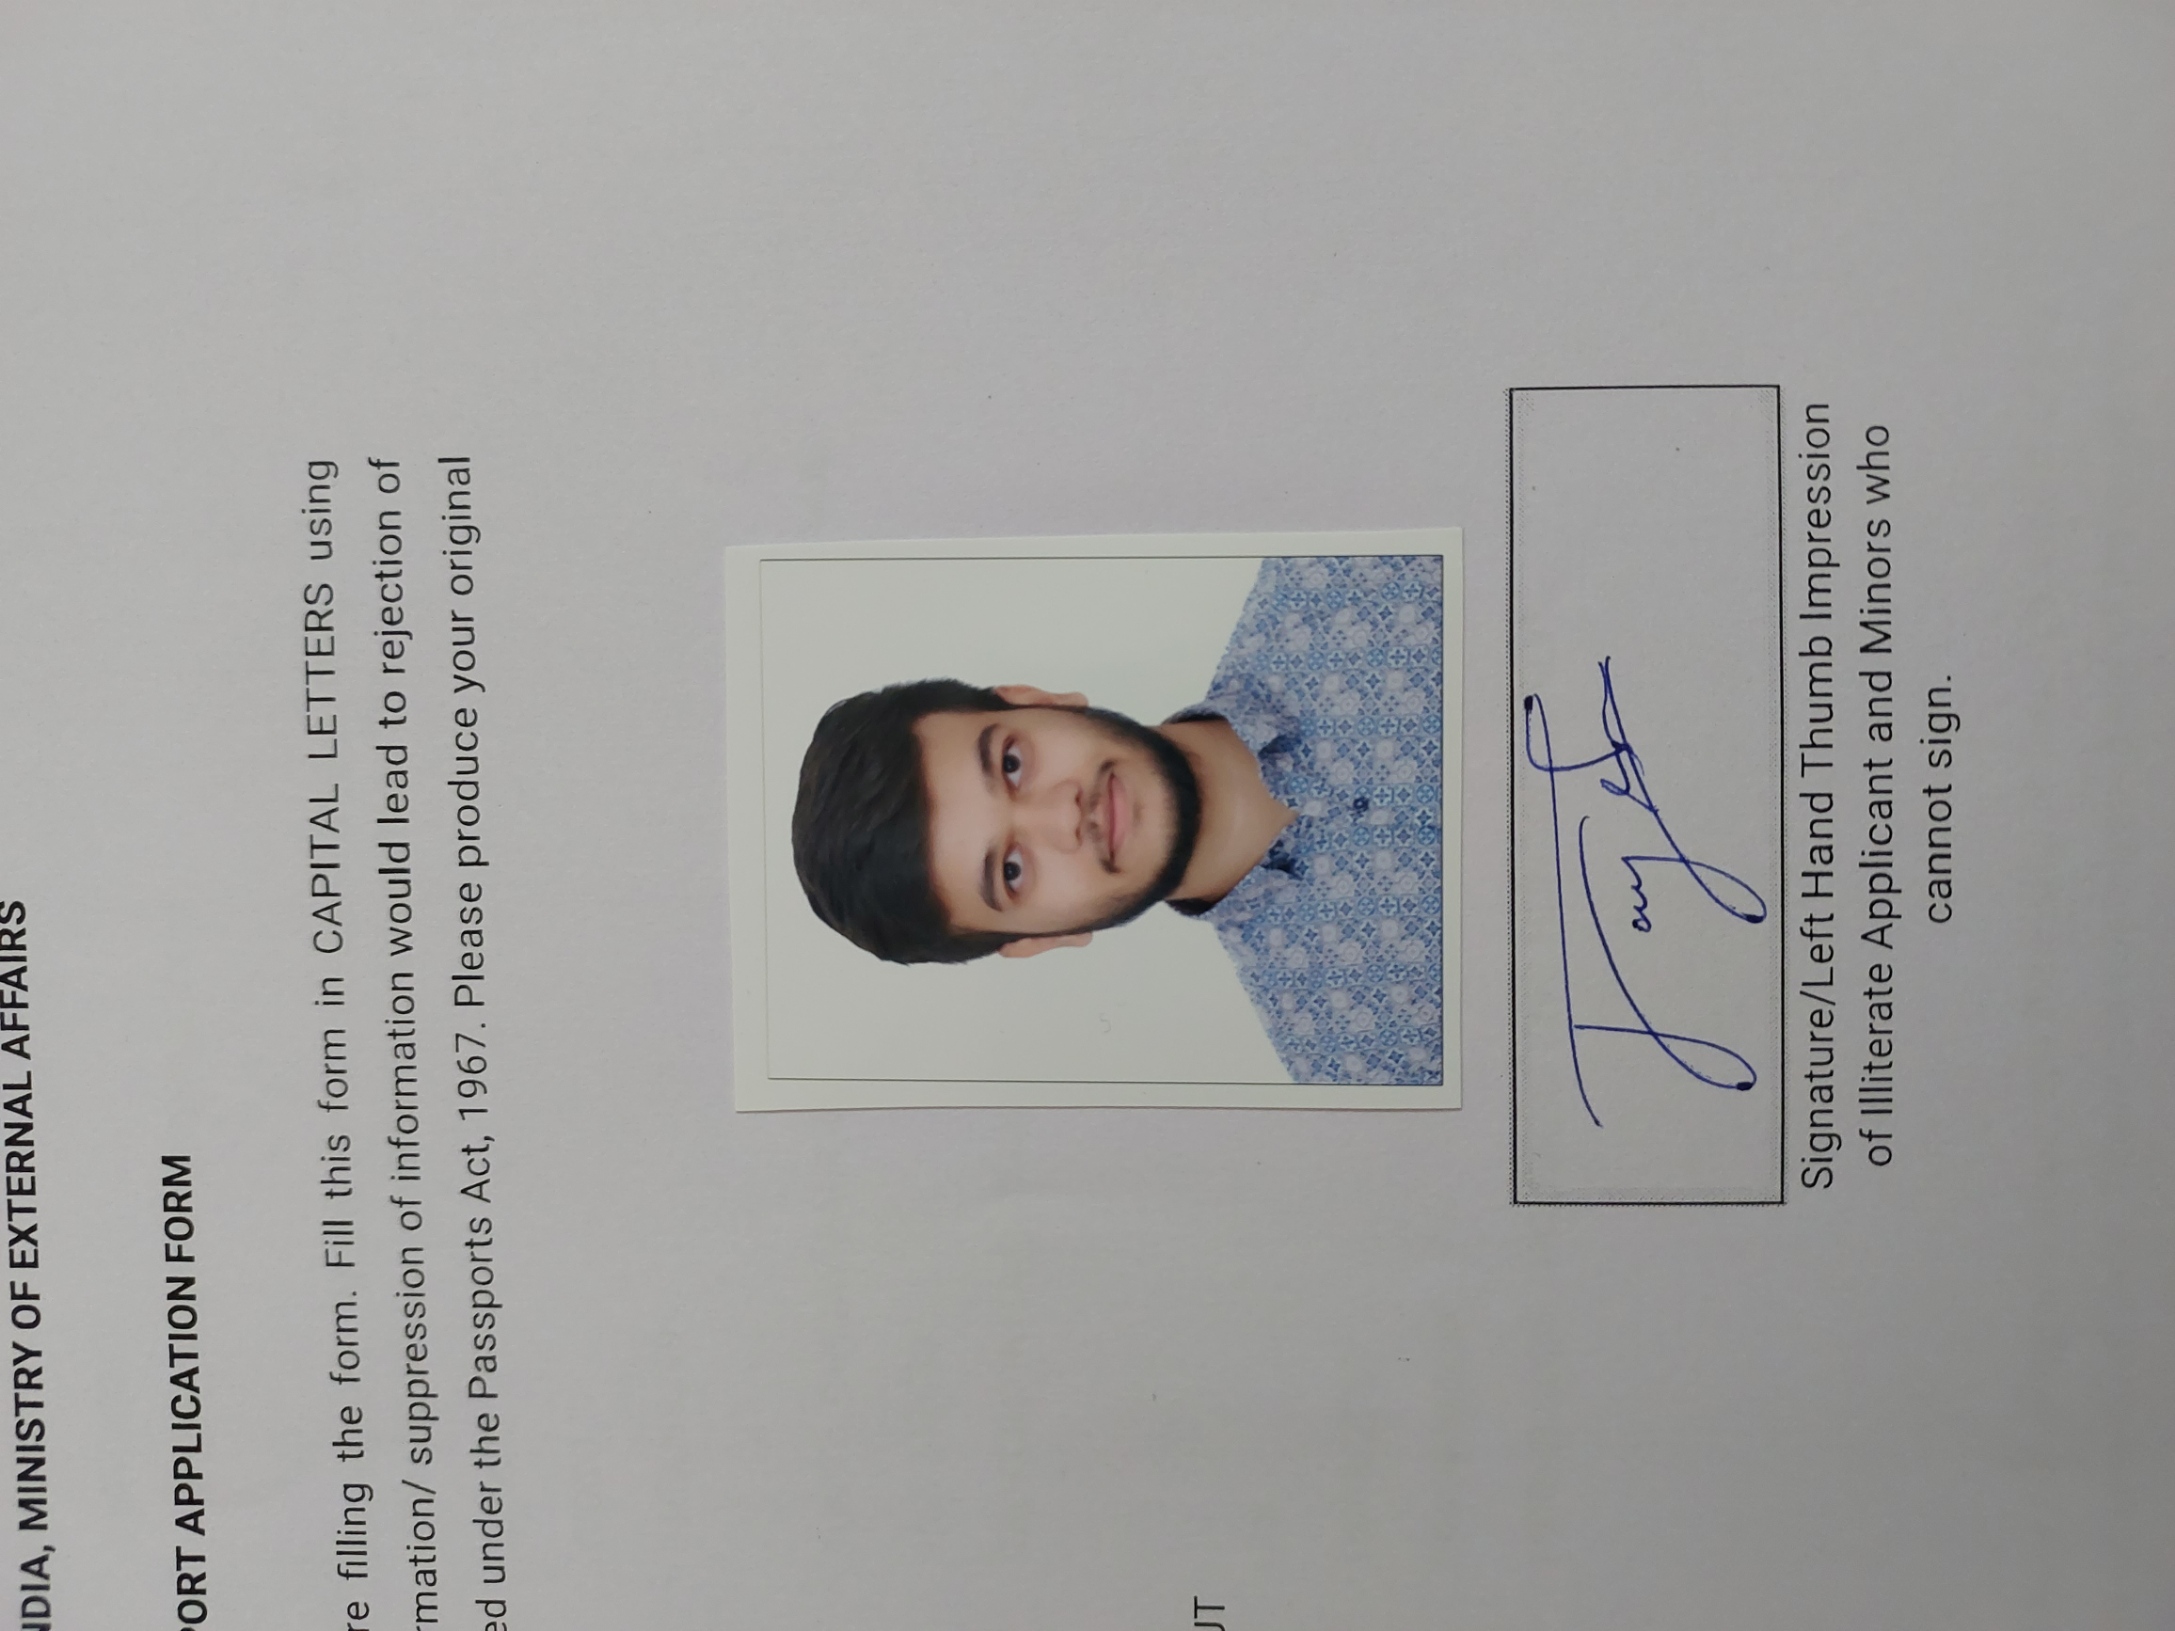 NDIA, MINISTRY OF EXTERNAL AFFAIRS
PORT APPLICATION FORM
re filling the form. Fill this form in CAPITAL LETTERS using
rmation/ suppression of information would lead to rejection of
ed under the Passports Act, 1967. Please produce your original
UT
Signature/Left Hand Thumb Impression
of Illiterate Applicant and Minors who
cannot sign.